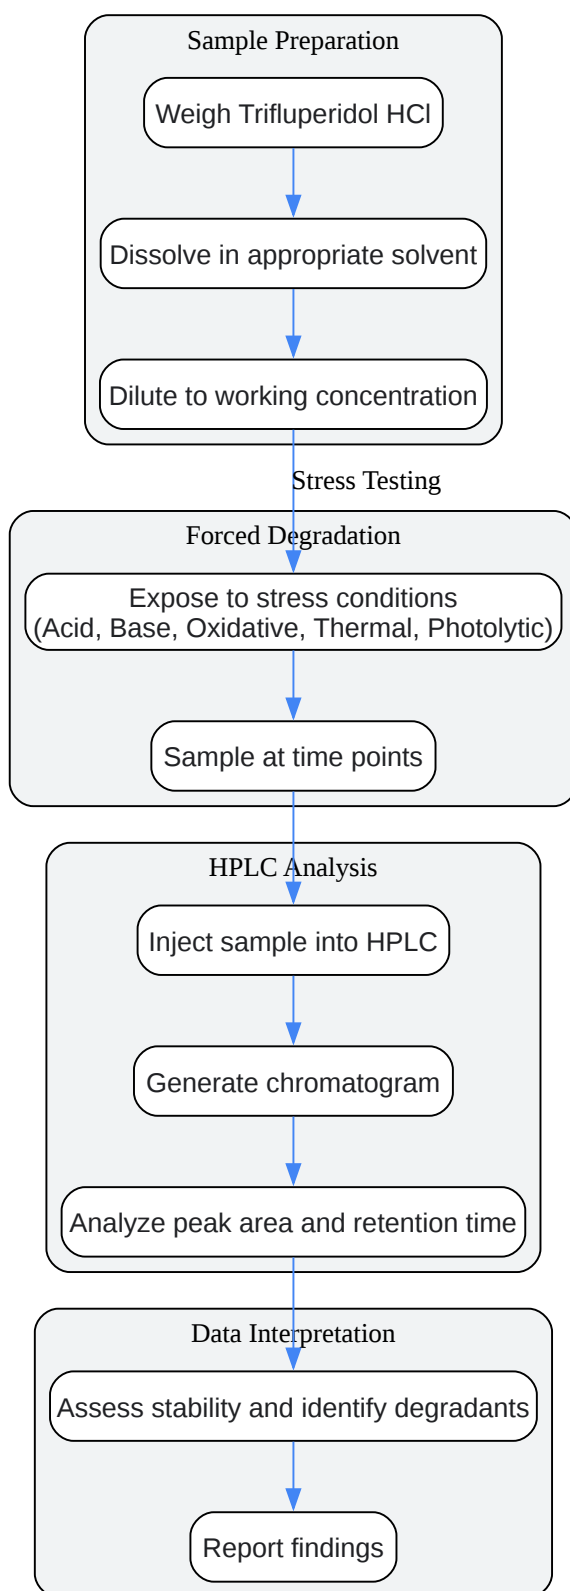 Sample Preparation
Weigh Trifluperidol HCl
Dissolve in appropriate solvent
Dilute to working concentration
Stress Testing
Forced Degradation
Expose to stress conditions
(Acid, Base, Oxidative, Thermal, Photolytic)
Sample at time points
HPLC Analysis
Inject sample into HPLC
Generate chromatogram
Analyze peak area and retention time
Data Interpretation
Assess stability and identify degradants
Report findings